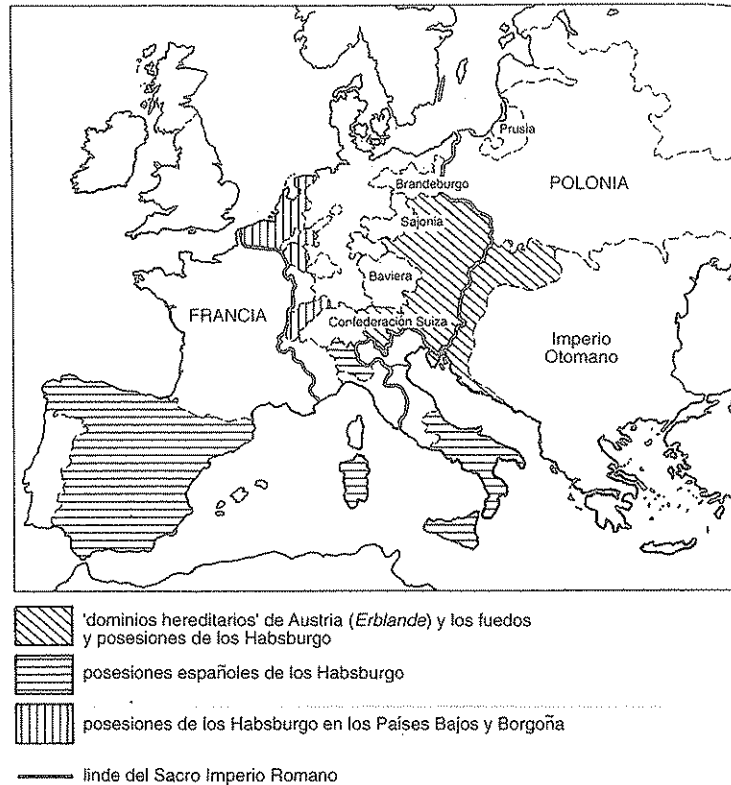 Prusia
Brandeburgo
POLONIA
Sajonia
Baviera
FRANCIA
Confederación Suiza
Imperio
Otomano
'dominios hereditarios' de Austria (Erblande) y los fuedos
y posesiones de los Habsburgo
posesiones españoles de los Habsburgo
posesiones de los Habsburgo en los Países Bajos y Borgoña
linde del Sacro Imperio Romano